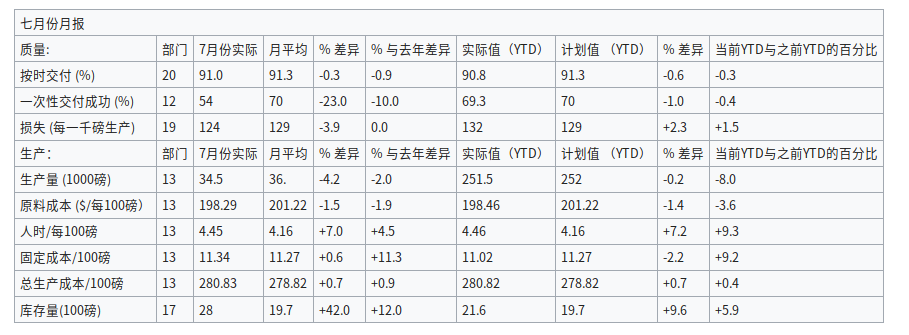 七月份月报
质量: 部门 7月份实际 月平均 % 差异 % 与去年差异 实际值（YTD） 计划值 （YTD） % 差异 当前YTD与之前YTD的百分比
按时交付 (%) 20 91.0 91.3 -0.3 -0.9 90.8 91.3 -0.6 -0.3
一次性交付成功 (%) 12 54 70 -23.0 -10.0 69.3 70 -1.0 -0.4
损失 (每一千磅生产) 19 124 129 -3.9 0.0 132 129 +2.3 +1.5
生产： 部门 7月份实际 月平均 % 差异 % 与去年差异 实际值（YTD） 计划值 （YTD） % 差异 当前YTD与之前YTD的百分比
生产量 (1000磅) 13 34.5 36. -4.2 -2.0 251.5 252 -0.2 -8.0
原料成本 ($/每100磅） 13 198.29 201.22 -1.5 -1.9 198.46 201.22 -1.4 -3.6
人时/每100磅 13 4.45 4.16 +7.0 +4.5 4.46 4.16 +7.2 +9.3
固定成本/100磅 13 11.34 11.27 +0.6 +11.3 11.02 11.27 -2.2 +9.2
总生产成本/100磅 13 280.83 278.82 +0.7 +0.9 280.82 278.82 +0.7 +0.4
库存量(100磅) 17 28 19.7 +42.0 +12.0 21.6 19.7 +9.6 +5.9